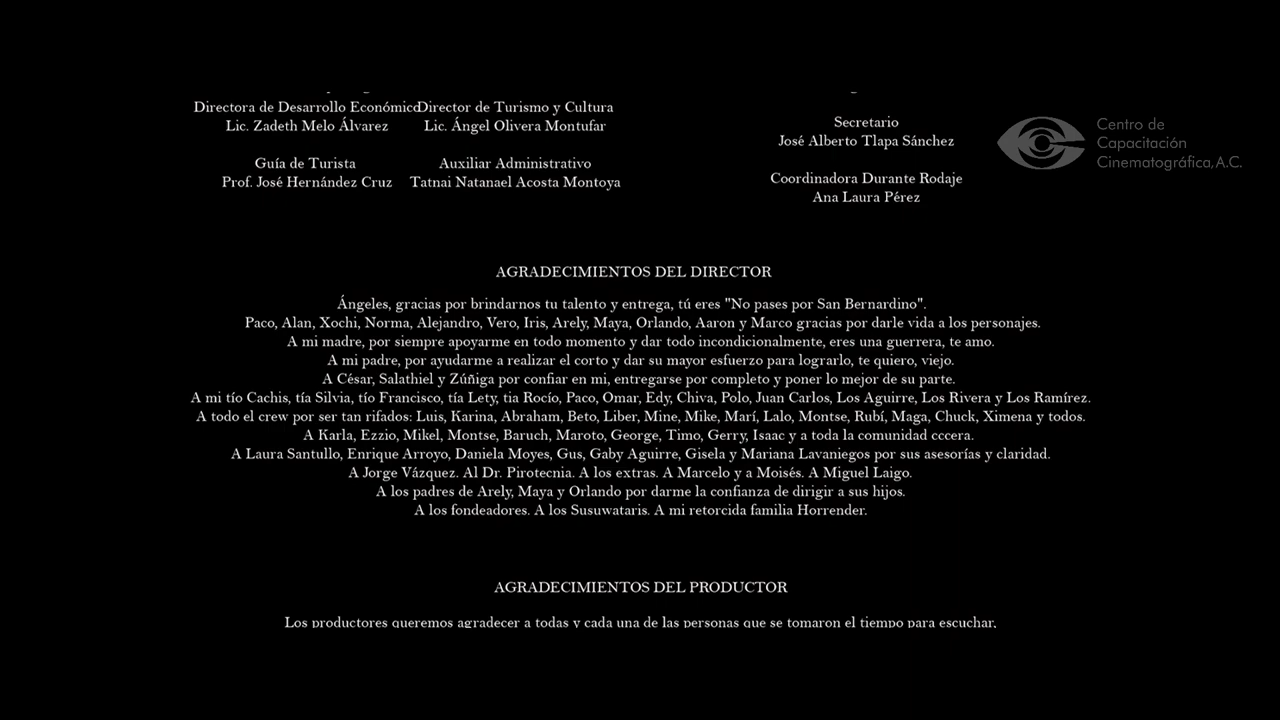 Directora de Desarrollo Económico Director de Turismo y Cultura
Lic. Zadeth Melo Álvarez Lic. Ángel Olivera Montufar
Guía de Turista Auxiliar Administrativo
Prof. José Hernández Cruz Tatnai Natanael Acosta Montoya
Secretario
José Alberto Tlapa Sánchez
Coordinadora Durante Rodaje
Ana Laura Pérez
Centro de
Capacitación
Cinematográfica, A.C.
AGRADECIMIENTOS DEL DIRECTOR
Ángeles, gracias por brindarnos tu talento y entrega, tú eres "No pases por San Bernardino".
Paco, Alan, Xochi, Norma, Alejandro, Vero, Iris, Arely, Maya, Orlando, Aaron y Marco gracias por darle vida a los personajes.
A mi madre, por siempre apoyarme en todo momento y dar todo incondicionalmente, eres una guerrera, te amo.
A mi padre, por ayudarme a realizar el corto y dar su mayor esfuerzo para lograrlo, te quiero, viejo.
A César, Salathiel y Zúñiga por confiar en mi, entregarse por completo y poner lo mejor de su parte.
A mi tío Cachis, tía Silvia, tío Francisco, tía Lety, tia Rocío, Paco, Omar, Edy, Chiva, Polo, Juan Carlos, Los Aguirre, Los Rivera y Los Ramírez.
A todo el crew por ser tan rifados: Luis, Karina, Abraham, Beto, Liber, Mine, Mike, Marí, Lalo, Montse, Rubí, Maga, Chuck, Ximena y todos.
A Karla, Ezzio, Mikel, Montse, Baruch, Maroto, George, Timo, Gerry, Isaac y a toda la comunidad cccera.
A Laura Santullo, Enrique Arroyo, Daniela Moyes, Gus, Gaby Aguirre, Gisela y Mariana Lavaniegos por sus asesorías y claridad.
A Jorge Vázquez. Al Dr. Pirotecnia. A los extras. A Marcelo y a Moisés. A Miguel Laigo.
A los padres de Arely, Maya y Orlando por darme la confianza de dirigir a sus hijos.
A los fondeadores. A los Susuwataris. A mi retorcida familia Horrender.
AGRADECIMIENTOS DEL PRODUCTOR
Los productores queremos agradecer a todas y cada una de las personas que se tomaron el tiempo para escuchar,